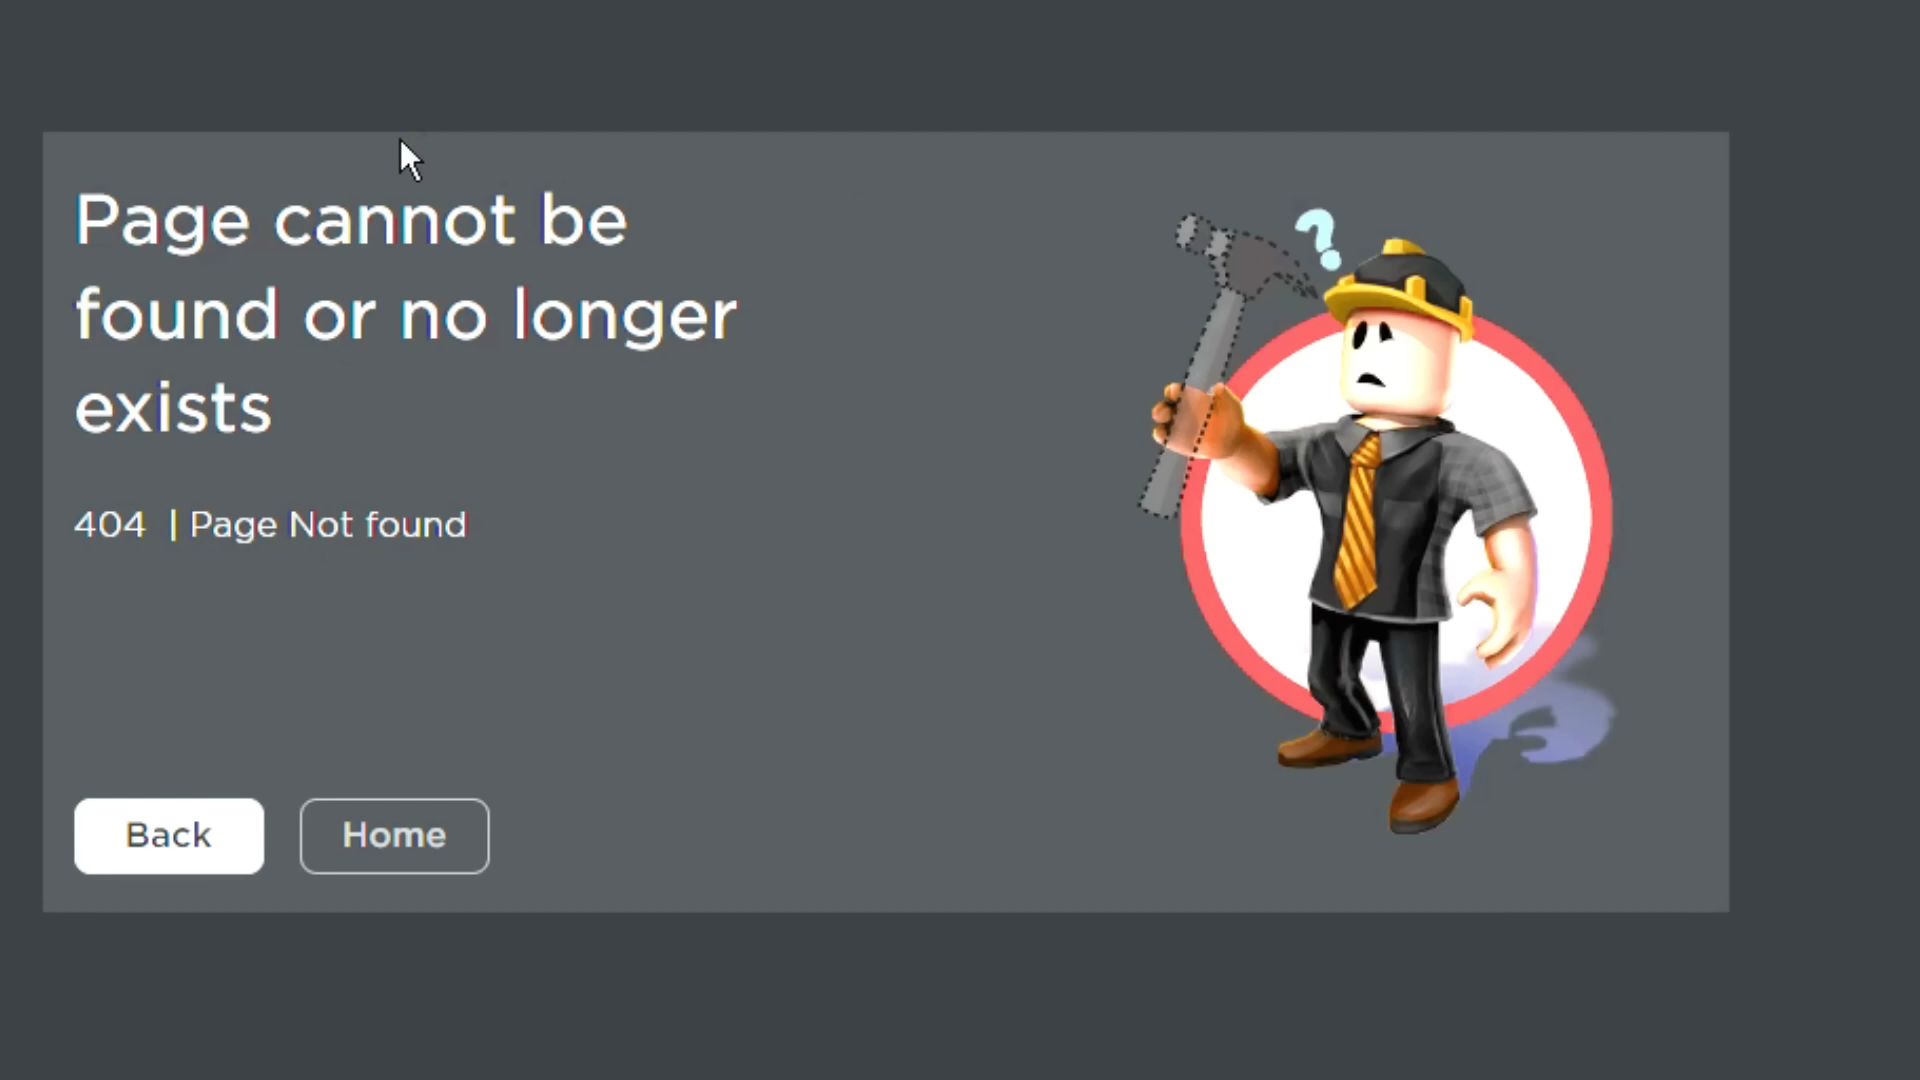 Page cannot be
found or no longer
exists
404 | Page Not found
Back
Home
?